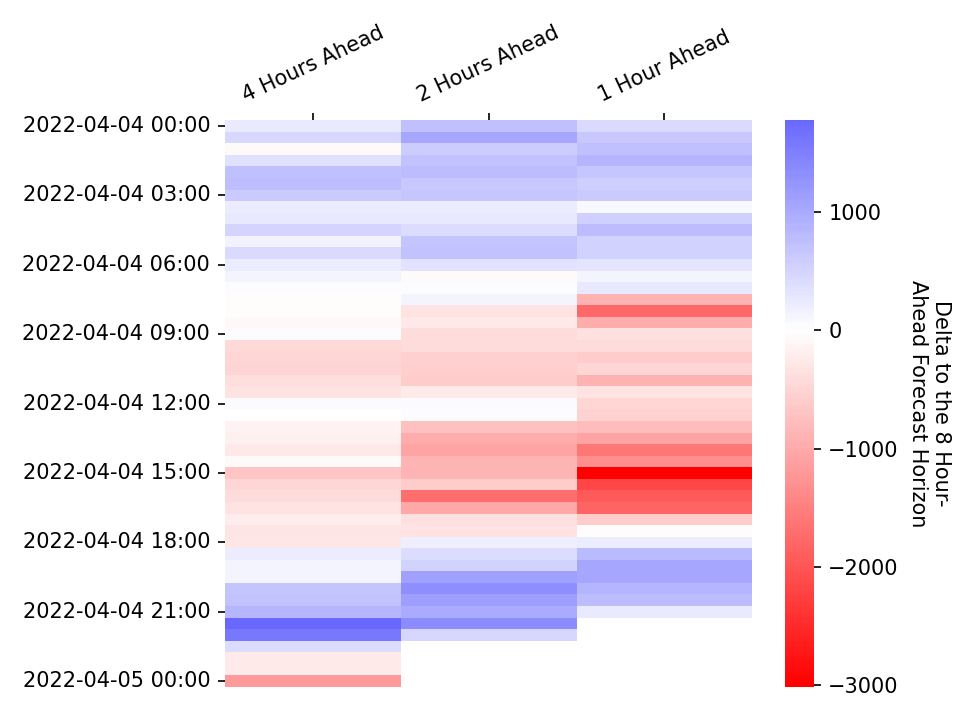 4 Hours Ahead
2 Hours Ahead
1 Hour Ahead
2022-04-04 00:00
2022-04-04 03:00
2022-04-04 06:00
2022-04-04 09:00
2022-04-04 12:00
2022-04-04 15:00
2022-04-04 18:00
2022-04-04 21:00
2022-04-05 00:00
1000
0
−1000
−2000
−3000
Delta to the 8 Hour-
Ahead Forecast Horizon